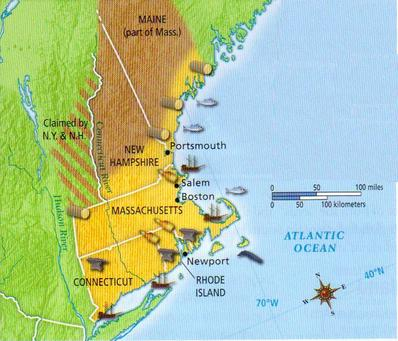 MAINE
(part of Mass.)
Claimed by
N.Y. & N.H.
Connecticut River
NEW
HAMPSHIRE
Portsmouth
Salem
Boston
MASSACHUSETTS
Hudson River
Newport
CONNECTICUT
RHODE
ISLAND
0 50 100 miles
0 50 100 kilometers
ATLANTIC
OCEAN
N
W
E
S
40°N
70°W